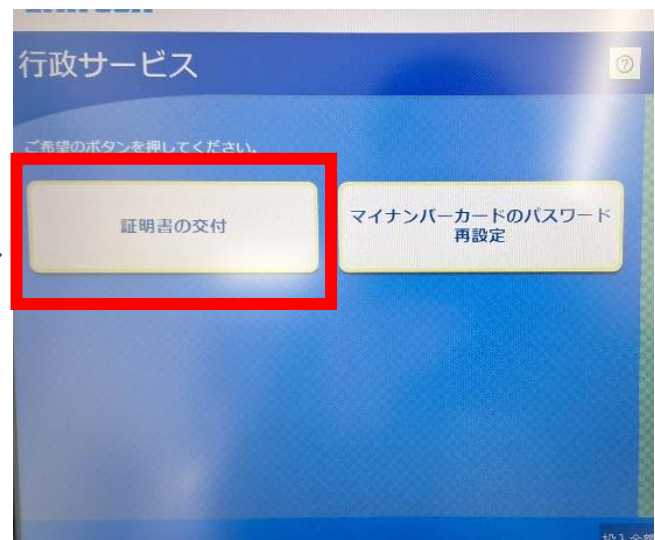 行政サービス
?
ご希望のボタンを押してください。
証明書の交付
マイナンバーカードのパスワード
再設定